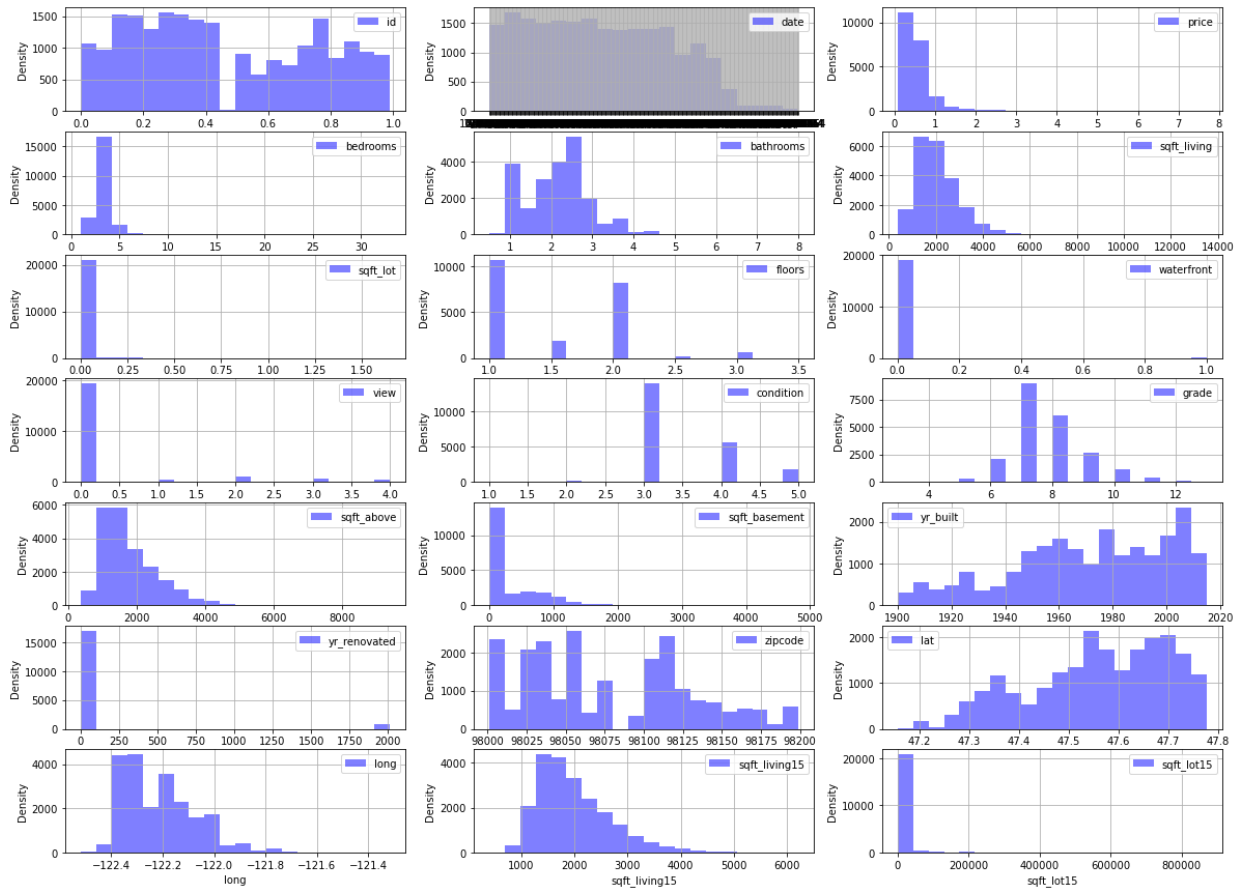 id
Density
1500
1000
500
0
0.0 0.2 0.4 0.6 0.8 1.0
date
Density
1500
1000
500
0
price
Density
10000
5000
0
0 1 2 3 4 5 6 7 8
bedrooms
Density
15000
10000
5000
0
0 5 10 15 20 25 30
bathrooms
Density
4000
2000
0
1 2 3 4 5 6 7 8
sqft_living
Density
6000
4000
2000
0
2000 4000 6000 8000 10000 12000 14000
sqft_lot
Density
20000
10000
0
0.00 0.25 0.50 0.75 1.00 1.25 1.50
floors
Density
10000
5000
0
1.0 1.5 2.0 2.5 3.0 3.5
waterfront
Density
20000
10000
0
0.0 0.2 0.4 0.6 0.8 1.0
view
Density
20000
10000
0
0.0 0.5 1.0 1.5 2.0 2.5 3.0 3.5 4.0
condition
Density
10000
5000
0
1.0 1.5 2.0 2.5 3.0 3.5 4.0 4.5 5.0
grade
Density
7500
5000
2500
0
4 6 8 10 12
sqft_above
Density
6000
4000
2000
0
0 2000 4000 6000 8000
sqft_basement
Density
10000
5000
0
0 1000 2000 3000 4000 5000
yr_built
Density
2000
1000
0
1900 1920 1940 1960 1980 2000 2020
yr_renovated
Density
15000
10000
5000
0
0 250 500 750 1000 1250 1500 1750 2000
zipcode
Density
2000
1000
0
98000 98025 98050 98075 98100 98125 98150 98175 98200
lat
Density
2000
1000
0
47.2 47.3 47.4 47.5 47.6 47.7 47.8
long
Density
4000
2000
0
−122.4 −122.2 −122.0 −121.8 −121.6 −121.4
long
sqft_living15
Density
4000
2000
0
1000 2000 3000 4000 5000 6000
sqft_living15
sqft_lot15
Density
20000
10000
0
0 200000 400000 600000 800000
sqft_lot15